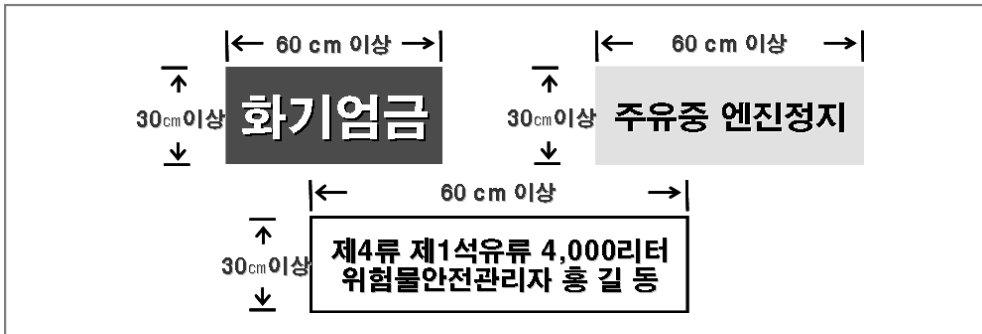 60 cm 이상
60 cm 이상
30cm이상
화기엄금
30cm이상
주유중 엔진정지
60 cm 이상
30cm이상
제4류 제1석유류 4,000리터
위험물안전관리자 홍 길 동